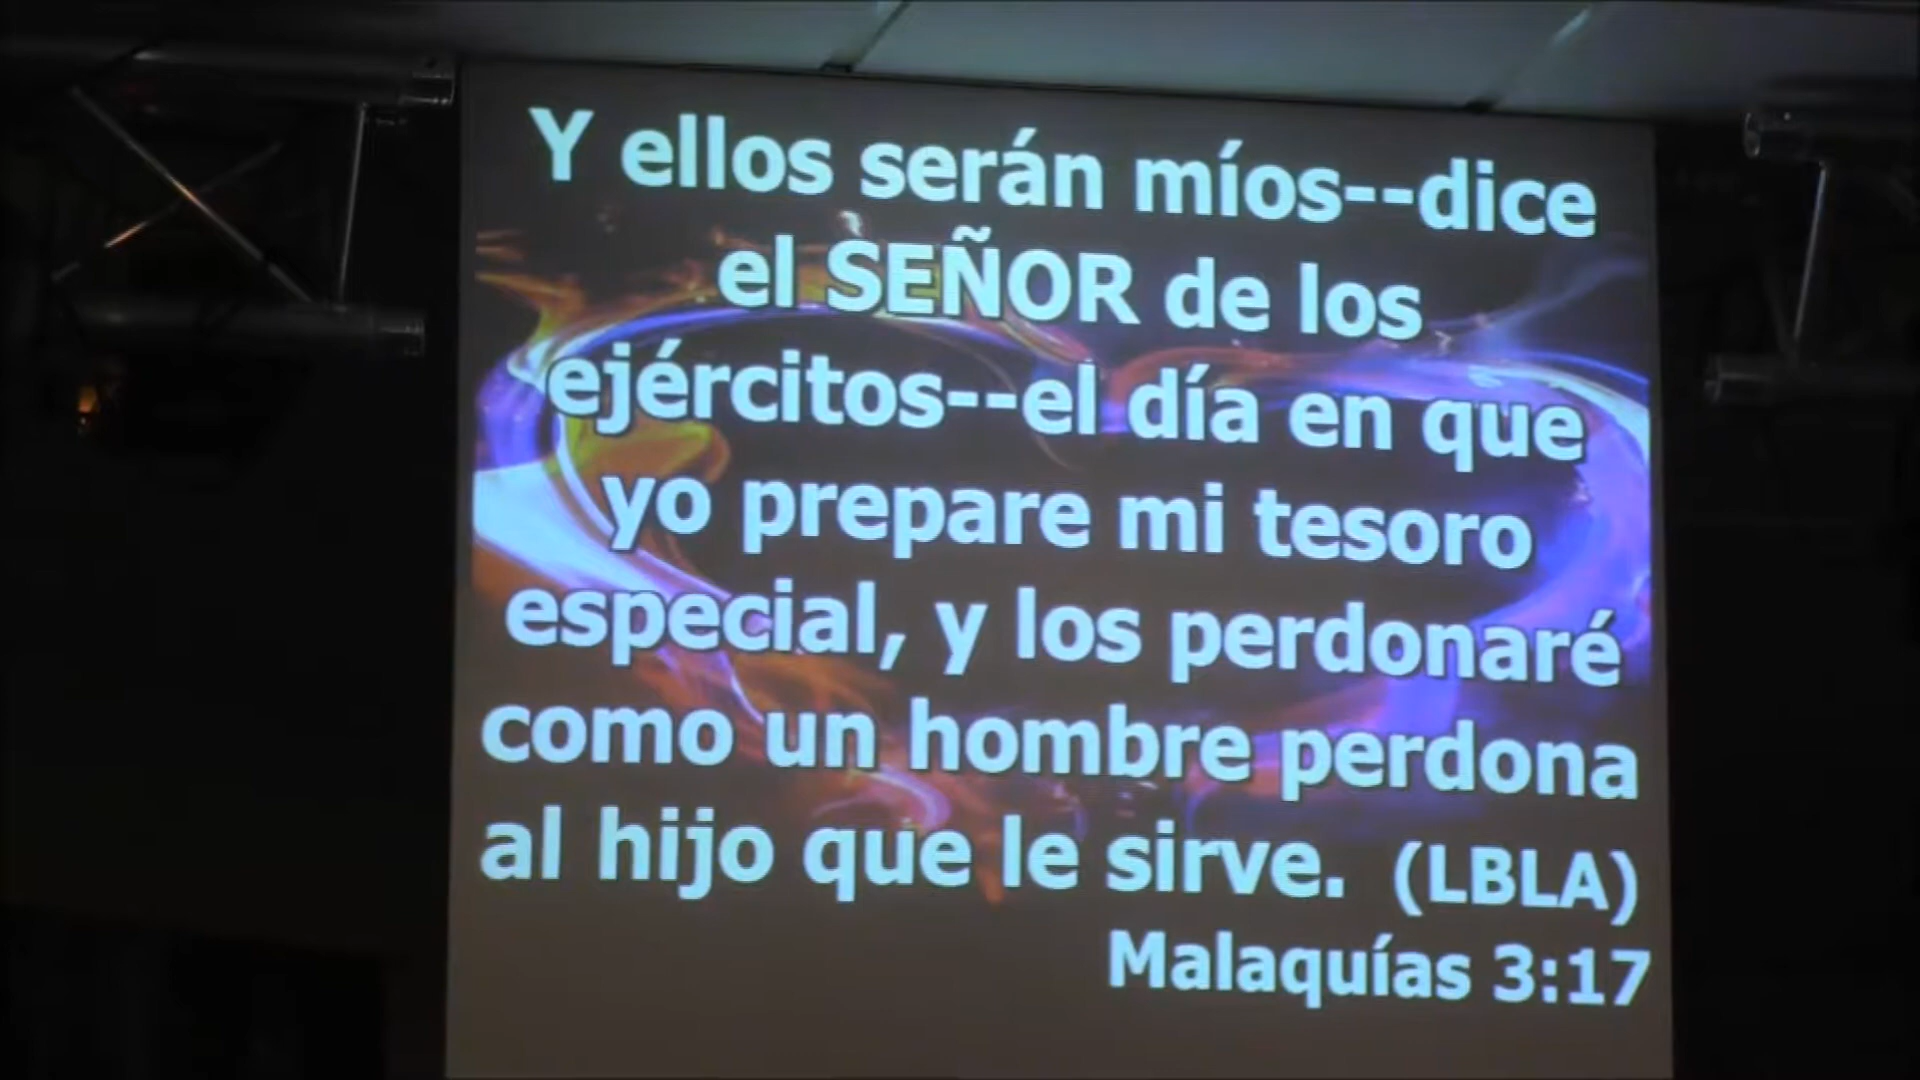 Y ellos serán míos--dice
el SEÑOR de los
ejércitos--el día en que
yo prepare mi tesoro
especial, y los perdonaré
como un hombre perdona
al hijo que le sirve. (LBLA)
Malaquías 3:17